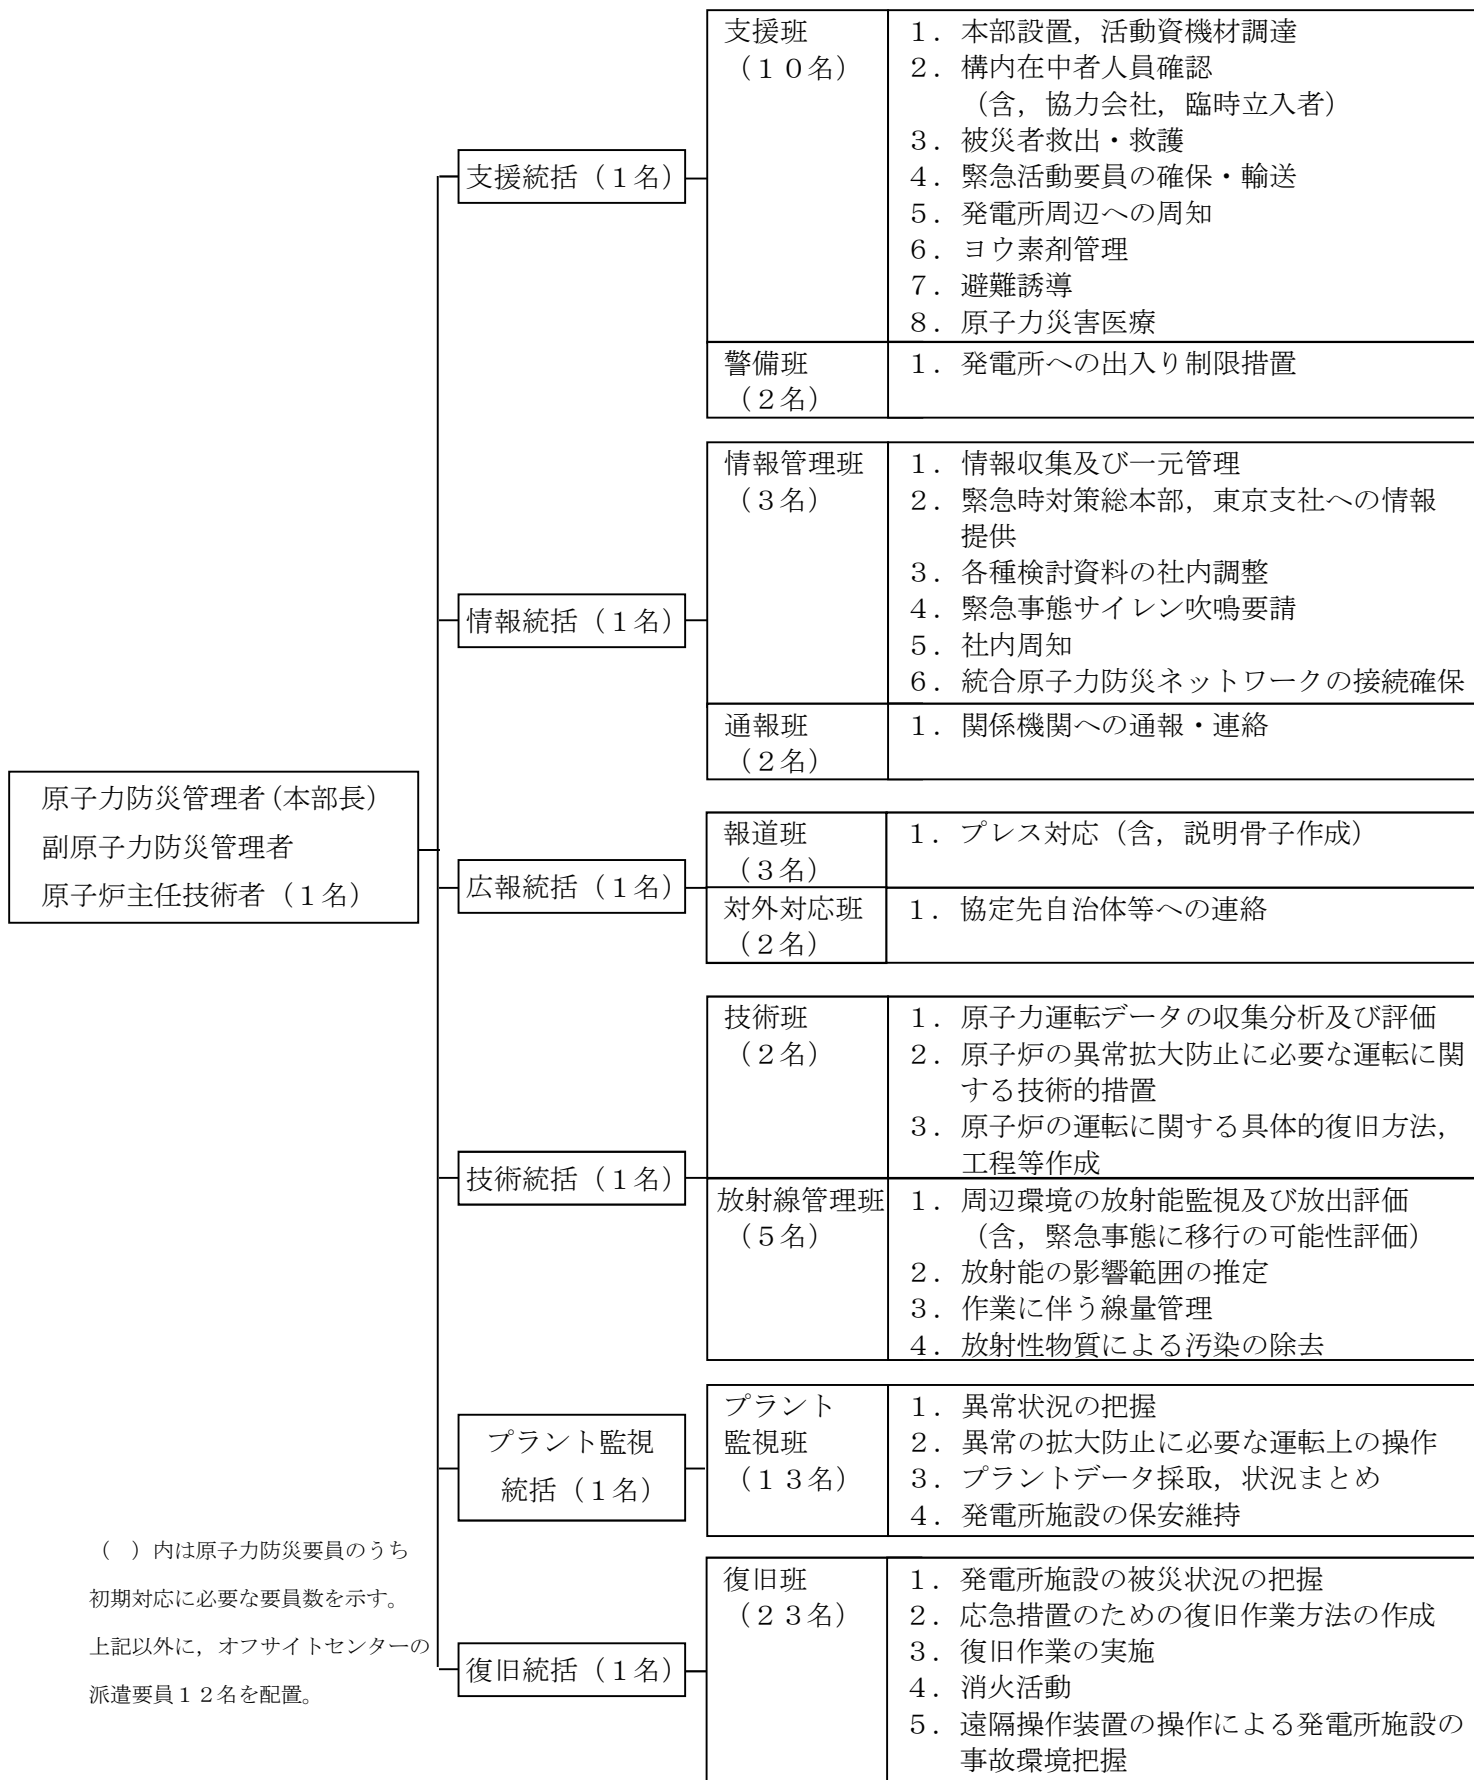 支援班
（１０名）
１．本部設置，活動資機材調達
２．構内在中者人員確認
（含，協力会社，臨時立入者）
３．被災者救出・救護
４．緊急活動要員の確保・輸送
５．発電所周辺への周知
６．ヨウ素剤管理
７．避難誘導
８．原子力災害医療
支援統括（１名）
警備班
（２名）
１．発電所への出入り制限措置
情報管理班
（３名）
１．情報収集及び一元管理
２．緊急時対策総本部，東京支社への情報
提供
３．各種検討資料の社内調整
４．緊急事態サイレン吹鳴要請
５．社内周知
６．統合原子力防災ネットワークの接続確保
情報統括（１名）
通報班
（２名）
１．関係機関への通報・連絡
原子力防災管理者（本部長）
副原子力防災管理者
原子炉主任技術者（１名）
報道班
（３名）
１．プレス対応（含，説明骨子作成）
広報統括（１名）
対外対応班
（２名）
１．協定先自治体等への連絡
技術班
（２名）
１．原子力運転データの収集分析及び評価
２．原子炉の異常拡大防止に必要な運転に関
する技術的措置
３．原子炉の運転に関する具体的復旧方法，
工程等作成
技術統括（１名）
放射線管理班
（５名）
１．周辺環境の放射能監視及び放出評価
（含，緊急事態に移行の可能性評価）
２．放射能の影響範囲の推定
３．作業に伴う線量管理
４．放射性物質による汚染の除去
プラント監視
統括（１名）
プラント
監視班
（１３名）
１．異常状況の把握
２．異常の拡大防止に必要な運転上の操作
３．プラントデータ採取，状況まとめ
４．発電所施設の保安維持
復旧統括（１名）
復旧班
（２３名）
１．発電所施設の被災状況の把握
２．応急措置のための復旧作業方法の作成
３．復旧作業の実施
４．消火活動
５．遠隔操作装置の操作による発電所施設の
事故環境把握
（　）内は原子力防災要員のうち
初期対応に必要な要員数を示す。
上記以外に，オフサイトセンターの
派遣要員１２名を配置。